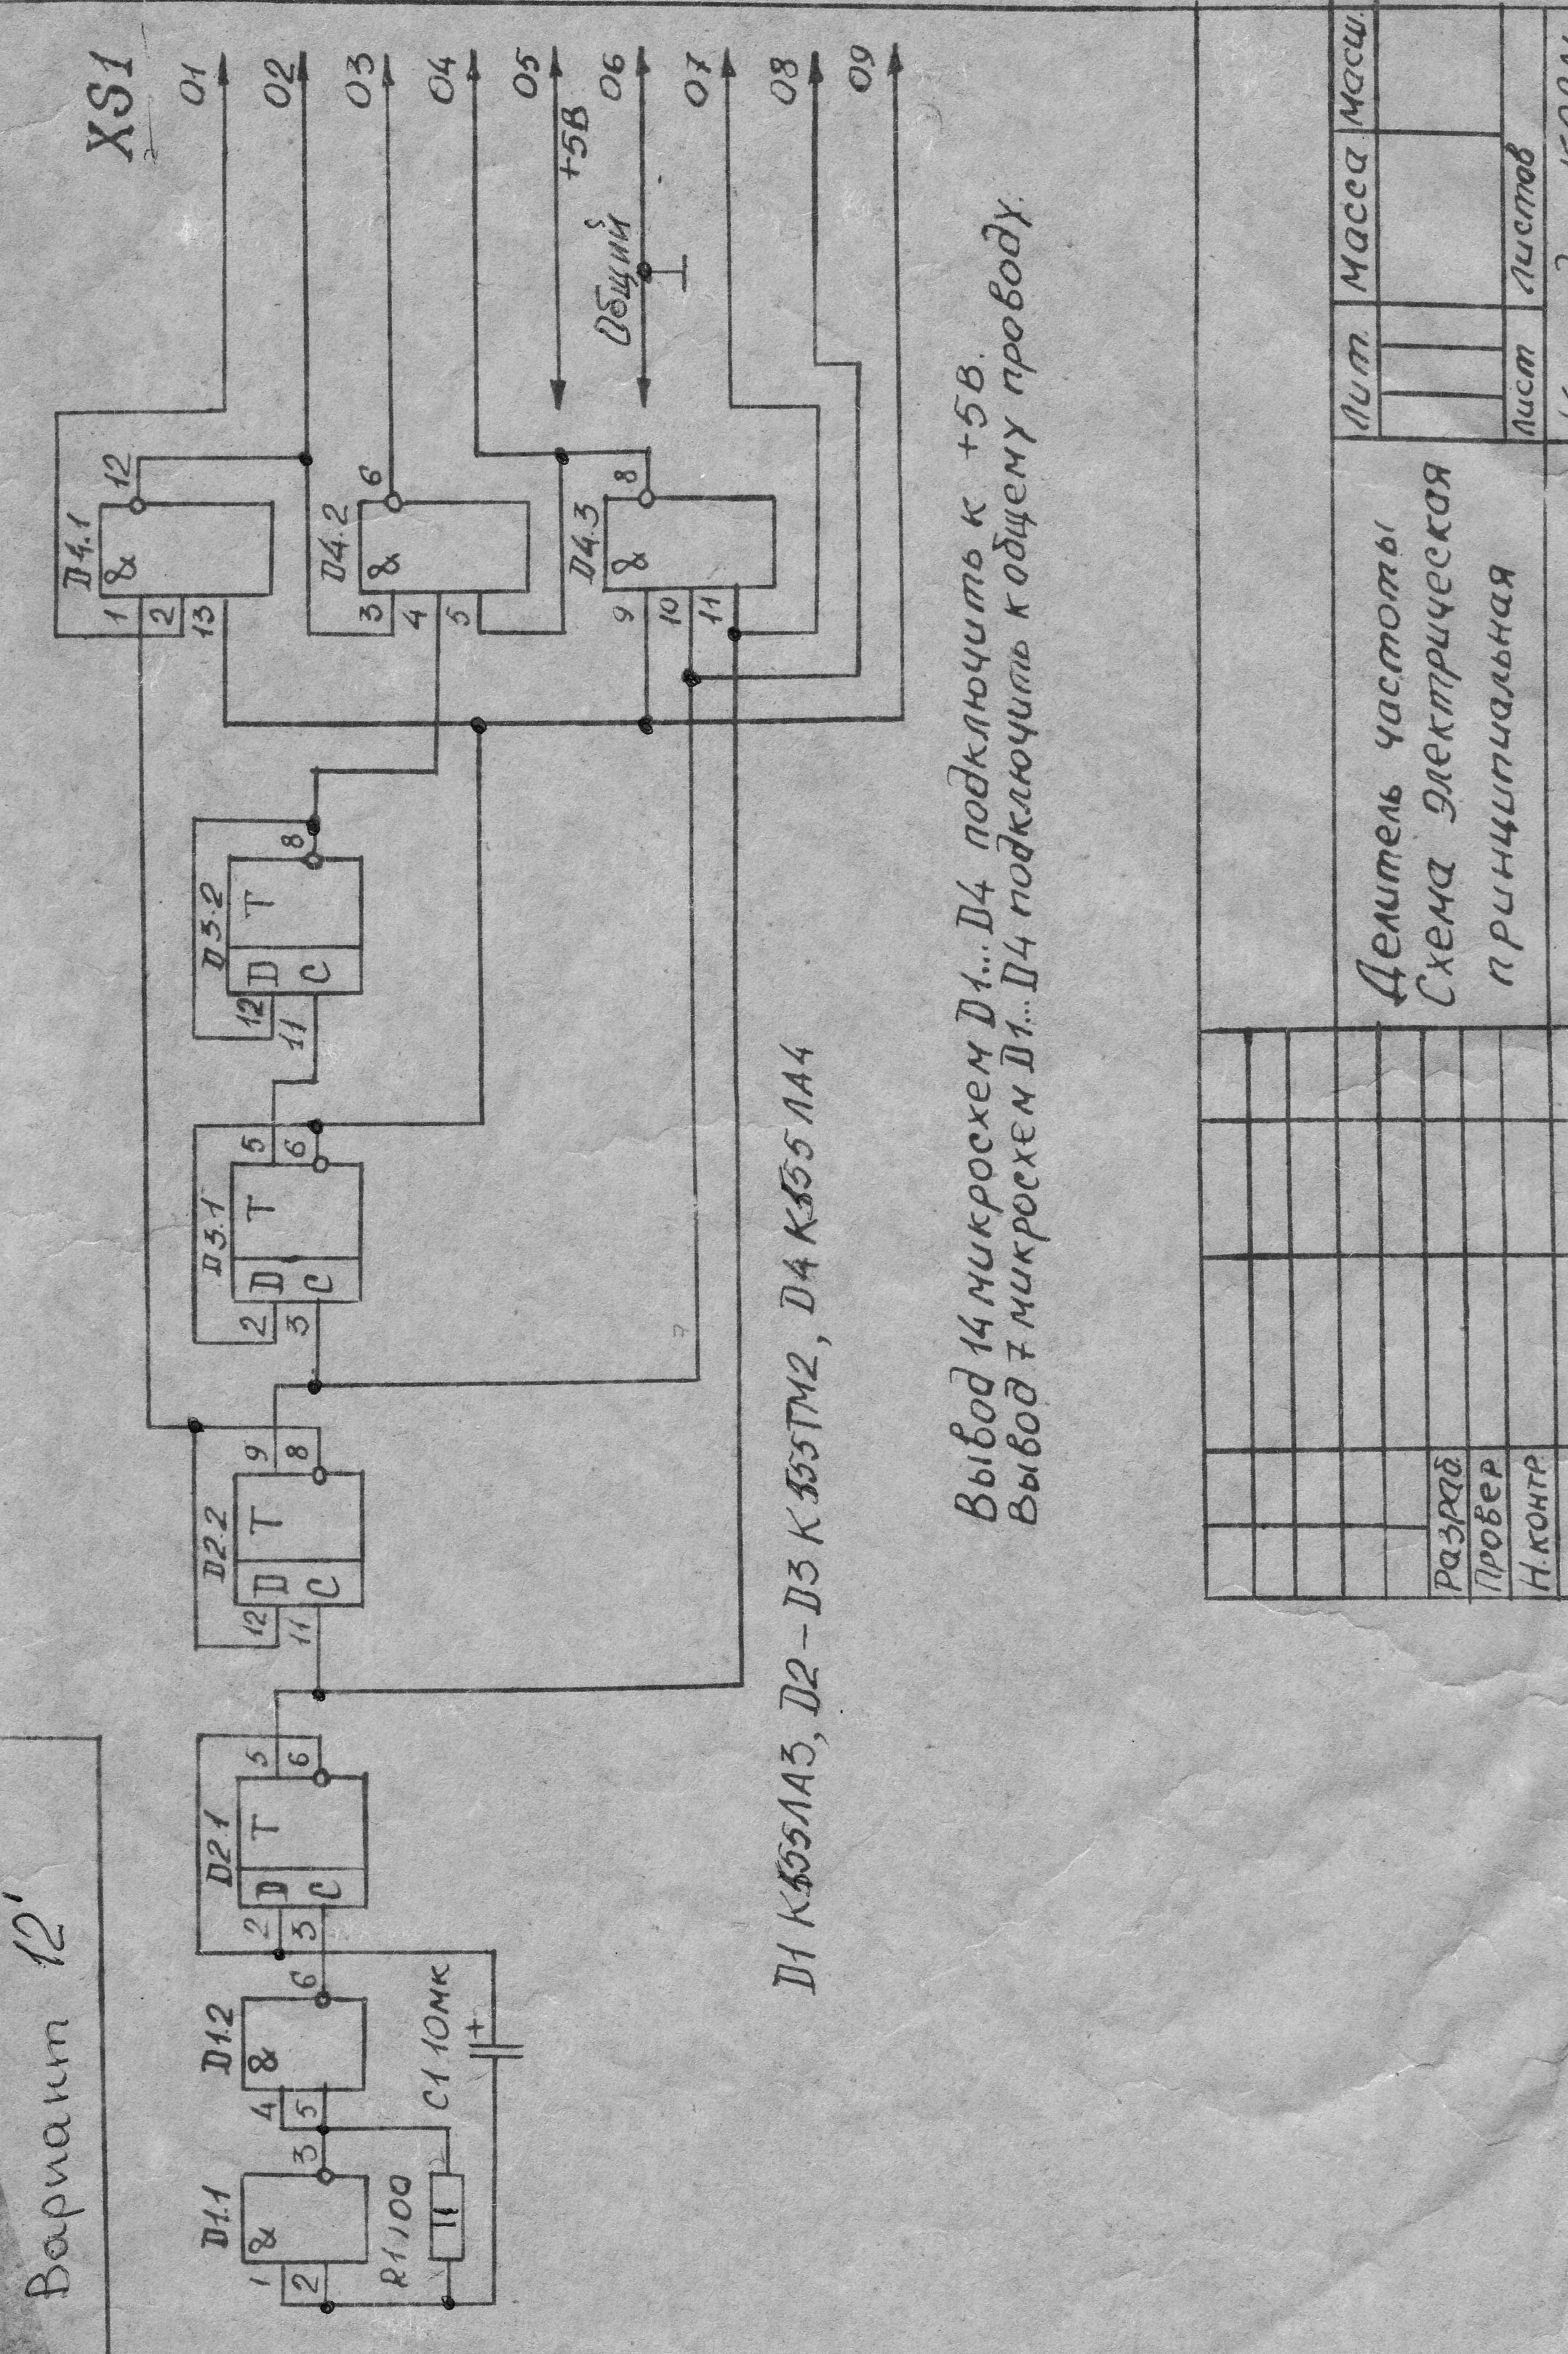 Вариант 12'
XS1
D1.1
&
1
2
3
R1 100
D1.2
&
4
5
6
C1 10мк
+
D2.1
D
C
T
2
3
5
6
D2.2
D
C
T
12
11
9
8
D3.1
D
C
T
2
3
5
6
D3.2
D
C
T
12
11
8
D4.1
&
1
2
13
12
D4.2
&
3
4
5
6
D4.3
&
9
10
11
8
01
02
03
04
05
+5В
06
Общий
07
08
09
D1 К555ЛА3, D2-D3 К555ТМ2, D4 К555ЛА4
Вывод 14 микросхем D1...D4 подключить к +5В.
Вывод 7 микросхем D1...D4 подключить к общему проводу.
Делитель частоты
Схема электрическая
принципиальная
Лит. Масса Масш.
Лист Листов
Разраб.
Провер.
Н.контр.